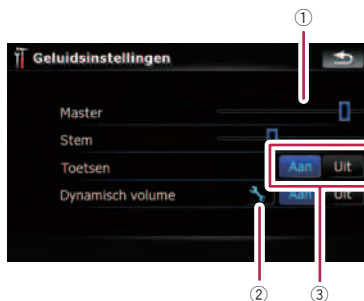 ①
Geluidsinstellingen
Master
Stem
Toetsen Aan Uit
Dynamisch volume Aan Uit
② ③